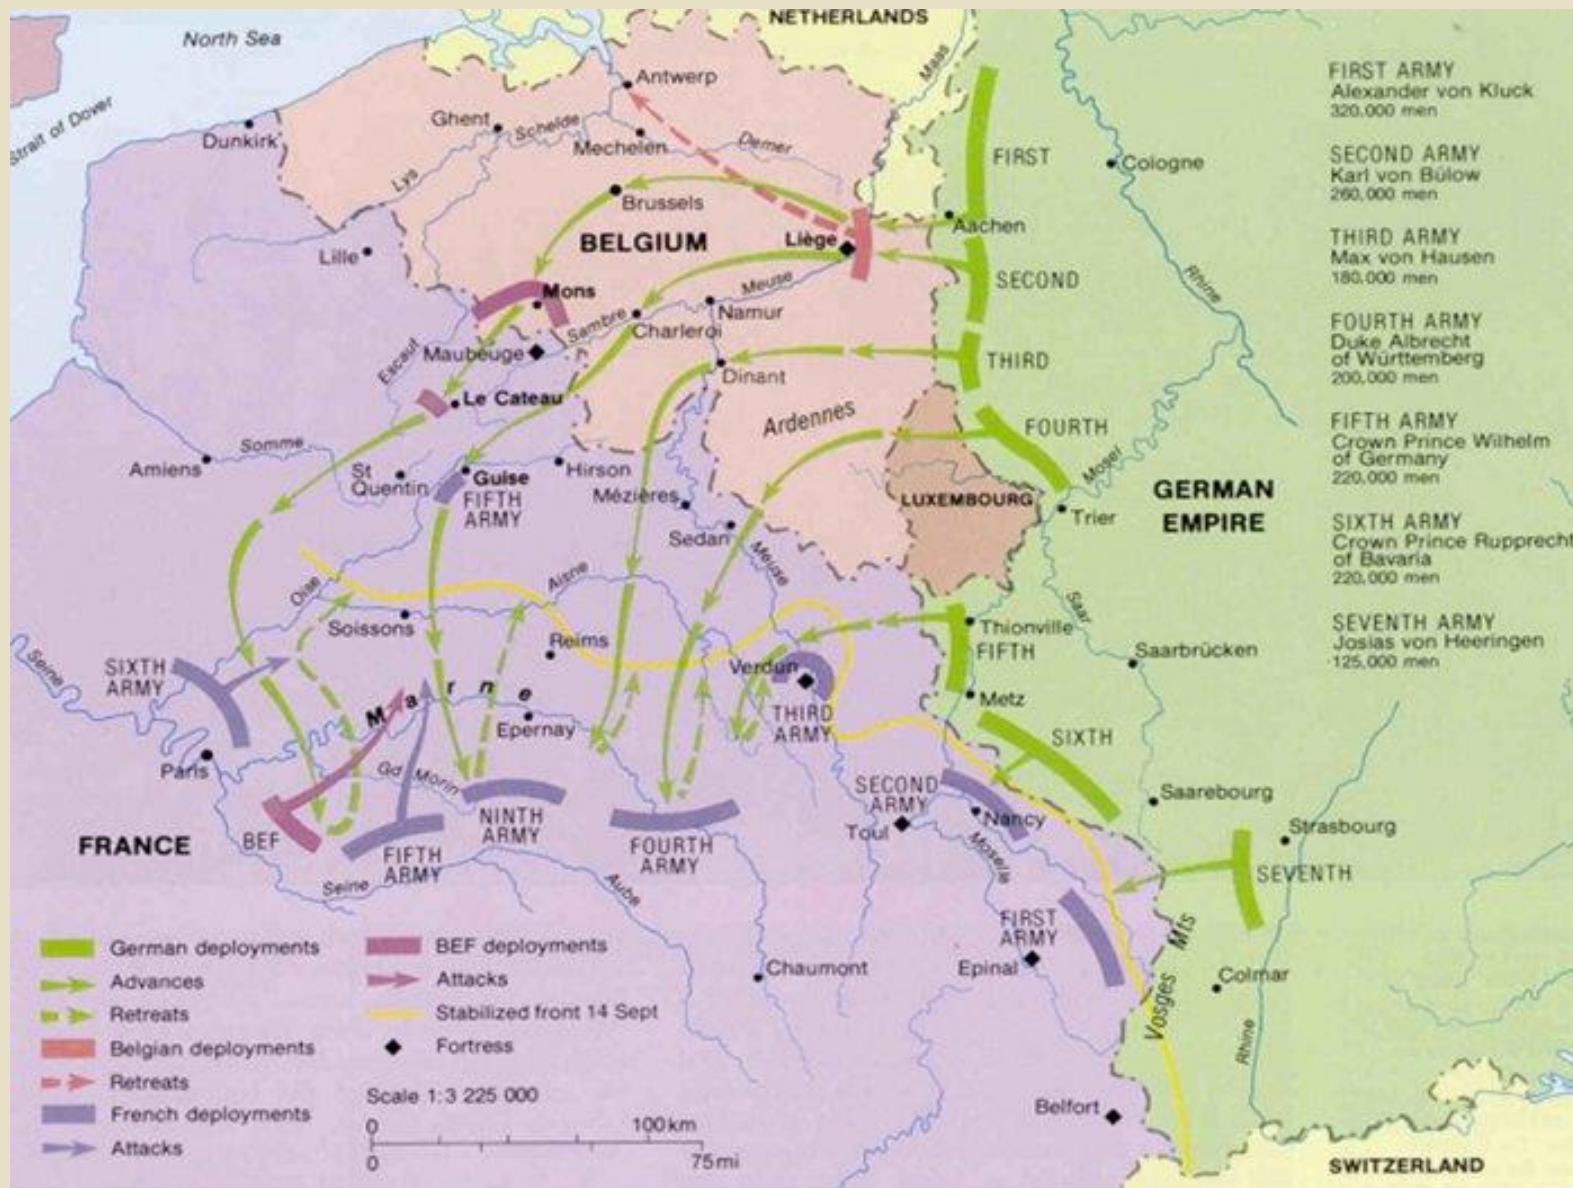 NETHERLANDS
North Sea
Strait of Dover
Maas
Antwerp
Dunkirk
Ghent
Schelde
Mechelen
Demer
Lys
Brussels
BELGIUM
Liège
Lille
Mons
Meuse
Namur
Sambre
Charleroi
Escaut
Maubeuge
Dinant
Le Cateau
Ardennes
Amiens
Somme
St
Quentin
Guise
FIFTH
ARMY
Hirson
Mézières
Sedan
Meuse
LUXEMBOURG
Oise
Aisne
Soissons
Reims
Seine
SIXTH
ARMY
Marne
Epernay
Verdun
THIRD
ARMY
Paris
Gd Morin
NINTH
ARMY
BEF
FIFTH
ARMY
FOURTH
ARMY
FRANCE
Seine
Aube
SECOND
ARMY
Toul
Nancy
Moselle
FIRST
ARMY
Epinal
Chaumont
Belfort
FIRST
Aachen
Cologne
Rhine
SECOND
THIRD
FOURTH
Moser
Trier
GERMAN
EMPIRE
Saar
Thionville
FIFTH
Metz
Saarbrücken
SIXTH
Saarebourg
Strasbourg
SEVENTH
Vosges Mts
Colmar
Rhine
SWITZERLAND
FIRST ARMY
Alexander von Kluck
320.000 men
SECOND ARMY
Karl von Bülow
260,000 men
THIRD ARMY
Max von Hausen
180.000 men
FOURTH ARMY
Duke Albrecht
of Württemberg
200.000 men
FIFTH ARMY
Crown Prince Wilhelm
of Germany
220.000 men
SIXTH ARMY
Crown Prince Rupprecht
of Bavaria
220,000 men
SEVENTH ARMY
Josias von Heeringen
125,000 men
German deployments
Advances
Retreats
Belgian deployments
Retreats
French deployments
Attacks
BEF deployments
Attacks
Stabilized front 14 Sept
Fortress
Scale 1:3 225 000
0
100km
0
75mi